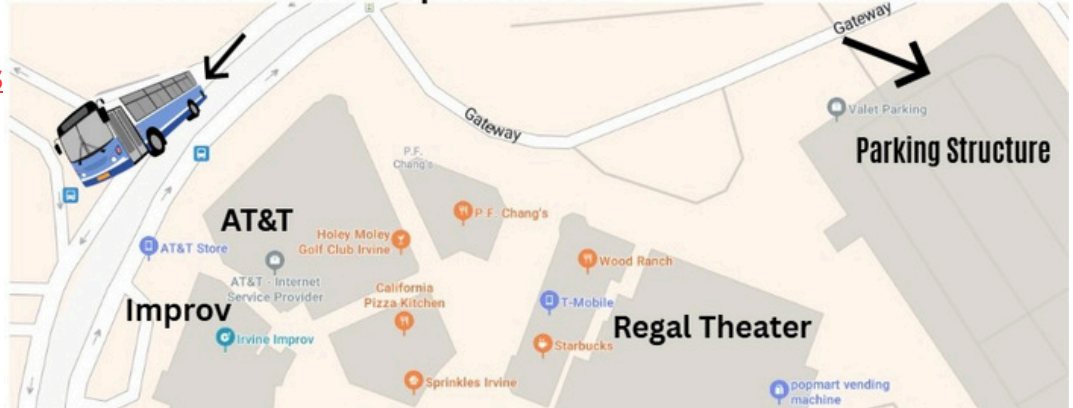 Gateway
Valet Parking
Gateway
Parking Structure
P.F.
Chang's
P.F. Chang's
AT&T
Holey Moley
Golf Club Irvine
AT&T Store
Wood Ranch
AT&T - Internet
Service Provider
California
Pizza Kitchen
T-Mobile
Improv
Regal Theater
Irvine Improv
Starbucks
Sprinkles Irvine
popmart vending
machine